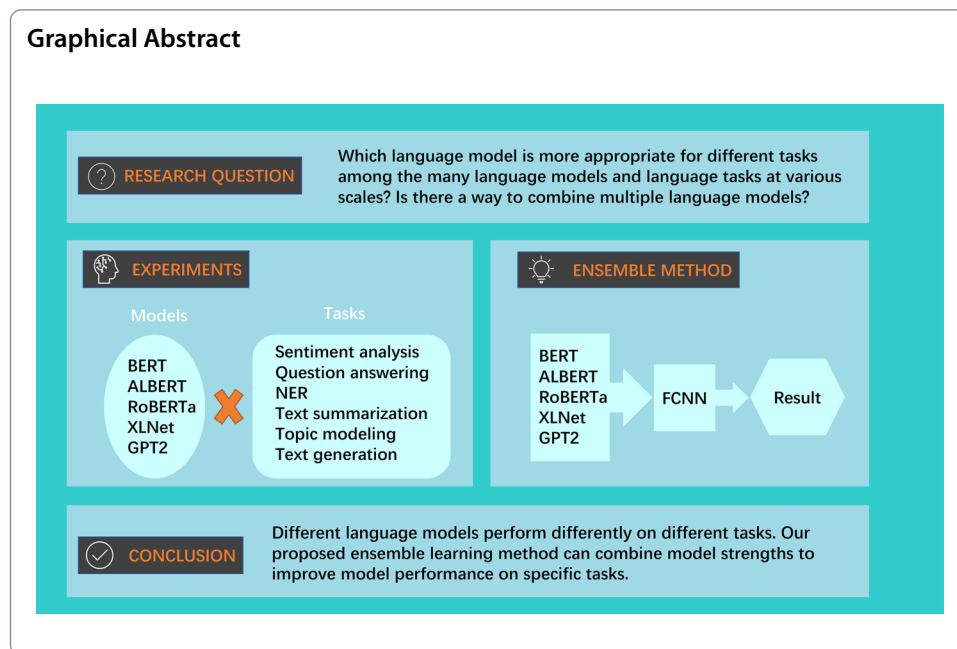 Graphical Abstract
RESEARCH QUESTION
Which language model is more appropriate for different tasks
among the many language models and language tasks at various
scales? Is there a way to combine multiple language models?
EXPERIMENTS
Models
BERT
ALBERT
RoBERTa
XLNet
GPT2
Tasks
Sentiment analysis
Question answering
NER
Text summarization
Topic modeling
Text generation
ENSEMBLE METHOD
BERT
ALBERT
RoBERTa
XLNet
GPT2
FCNN
Result
CONCLUSION
Different language models perform differently on different tasks. Our
proposed ensemble learning method can combine model strengths to
improve model performance on specific tasks.